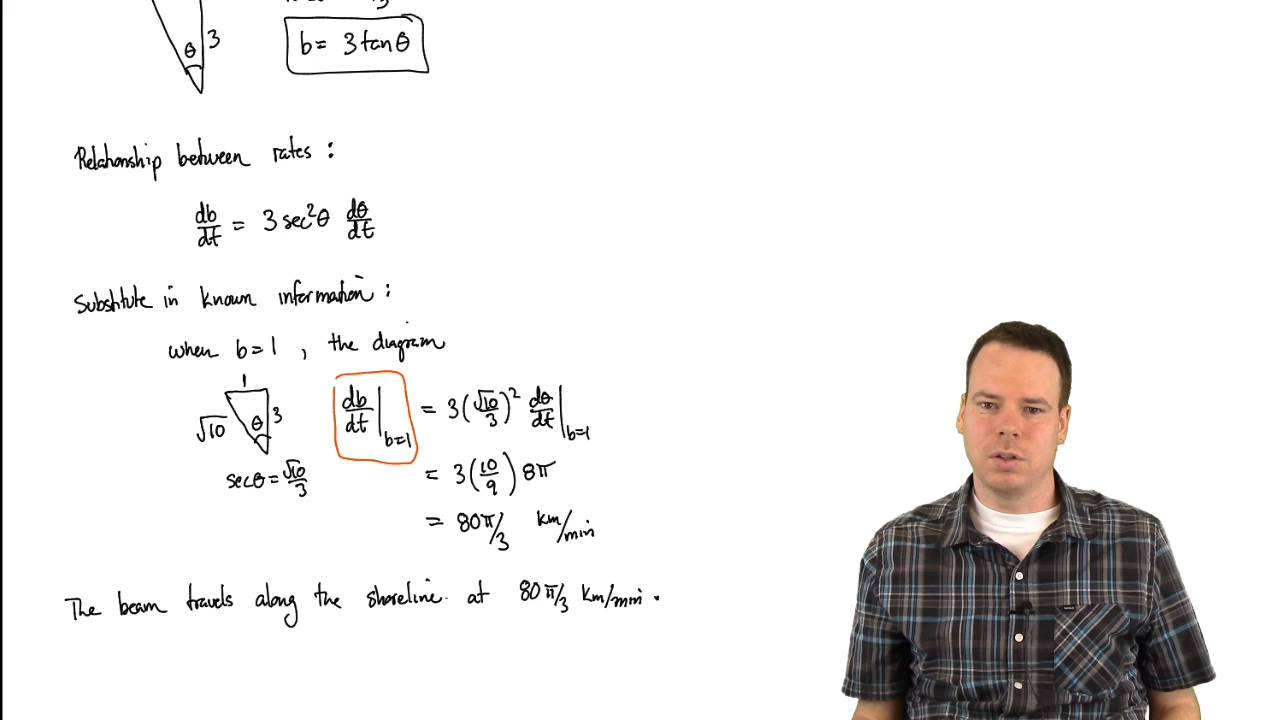 θ 3
b = 3 tan θ
Relationship between rates :
db/dt = 3 sec²θ dθ/dt
Substitute in known information :
when b = 1 , the diagram
1
√10 θ 3
sec θ = √10/3
db/dt |b=1 = 3(√10/3)² dθ/dt |b=1
= 3(10/9) 8π
= 80π/3 km/min
The beam travels along the shoreline at 80π/3 km/min.